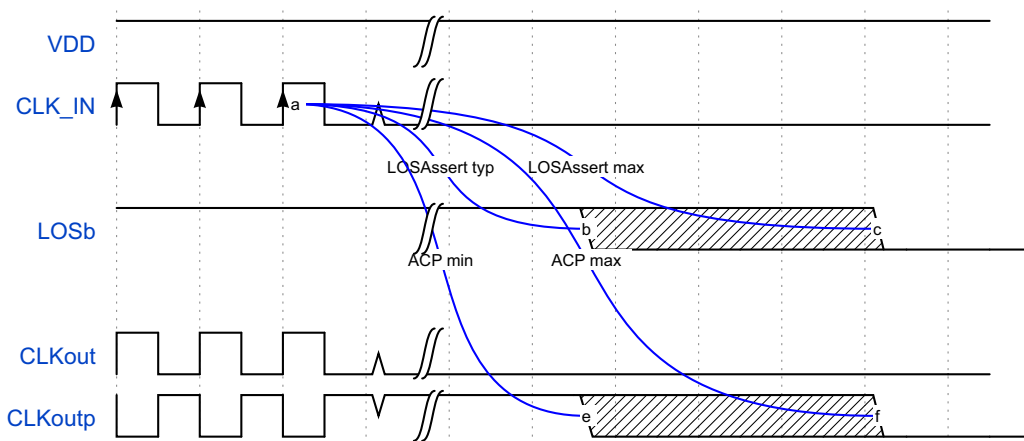 VDD
CLK_IN
a
LOSAssert typ LOSAssert max
LOSb
b
c
ACP min ACP max
CLKout
CLKoutp
e
f